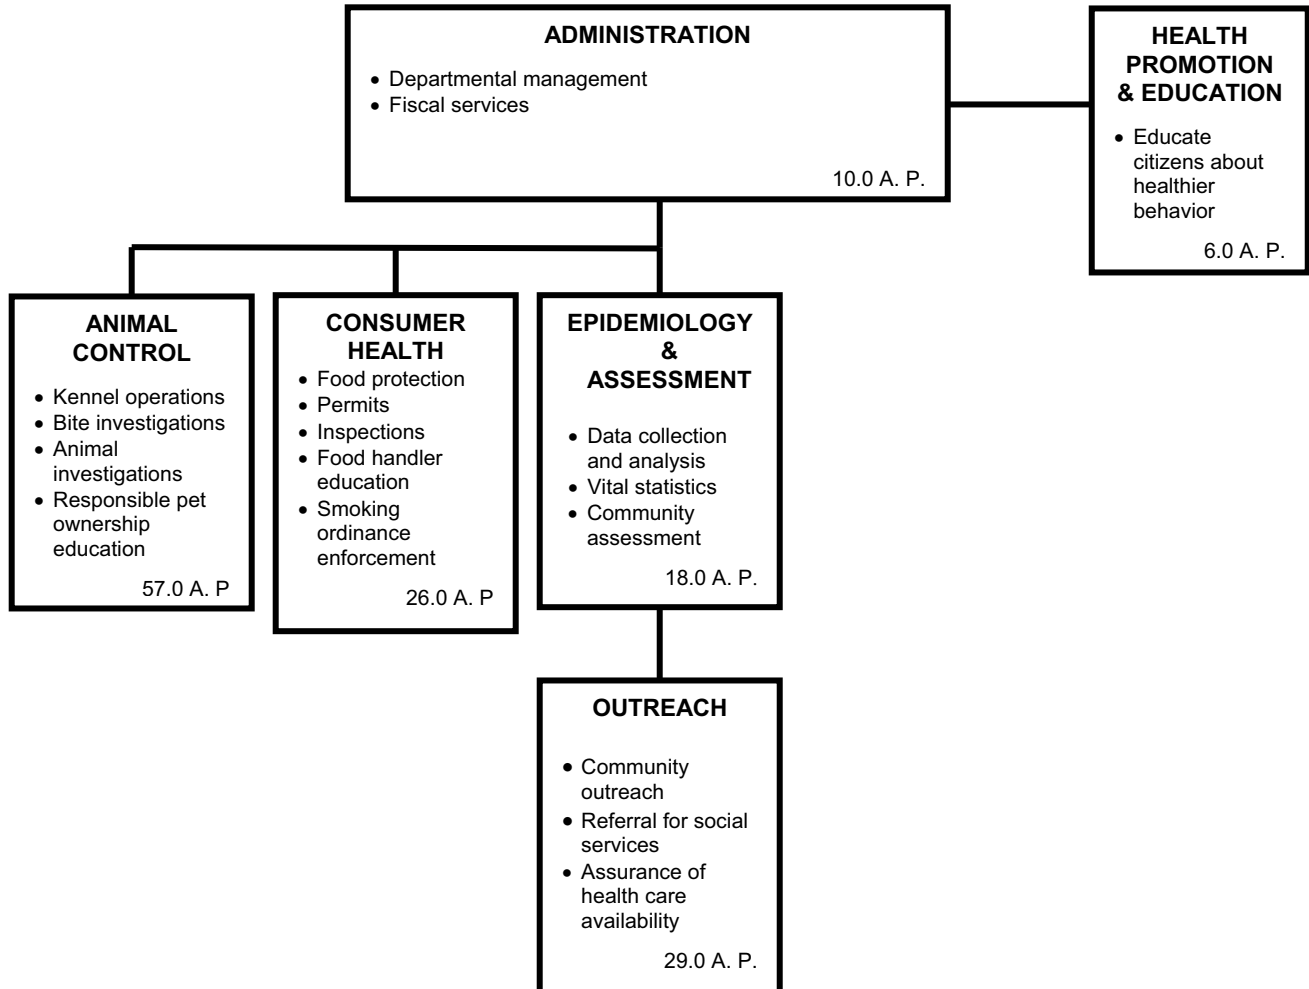 ADMINISTRATION
• Departmental management
• Fiscal services
10.0 A. P.
HEALTH
PROMOTION
& EDUCATION
• Educate
citizens about
healthier
behavior
6.0 A. P.
ANIMAL
CONTROL
• Kennel operations
• Bite investigations
• Animal
investigations
• Responsible pet
ownership
education
57.0 A. P
CONSUMER
HEALTH
• Food protection
• Permits
• Inspections
• Food handler
education
• Smoking
ordinance
enforcement
26.0 A. P
EPIDEMIOLOGY
&
ASSESSMENT
• Data collection
and analysis
• Vital statistics
• Community
assessment
18.0 A. P.
OUTREACH
• Community
outreach
• Referral for social
services
• Assurance of
health care
availability
29.0 A. P.